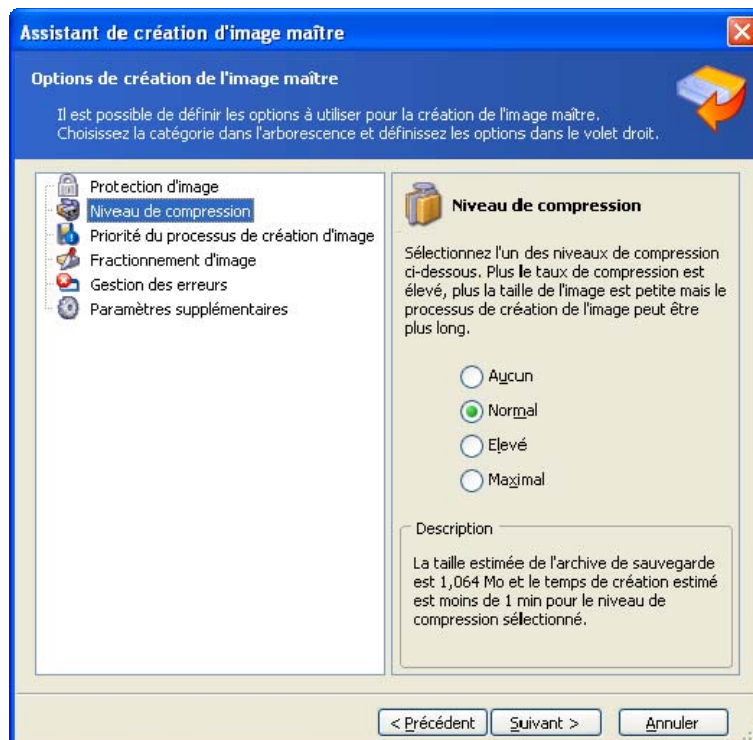 Assistant de création d'image maître
Options de création de l'image maître
Il est possible de définir les options à utiliser pour la création de l'image maître.
Choisissez la catégorie dans l'arborescence et définissez les options dans le volet droit.
Protection d'image
Niveau de compression
Priorité du processus de création d'image
Fractionnement d'image
Gestion des erreurs
Paramètres supplémentaires
Niveau de compression
Sélectionnez l'un des niveaux de compression
ci-dessous. Plus le taux de compression est
élevé, plus la taille de l'image est petite mais le
processus de création de l'image peut être
plus long.
Aucun
Normal
Elevé
Maximal
Description
La taille estimée de l'archive de sauvegarde
est 1,064 Mo et le temps de création estimé
est moins de 1 min pour le niveau de
compression sélectionné.
< Précédent
Suivant >
Annuler